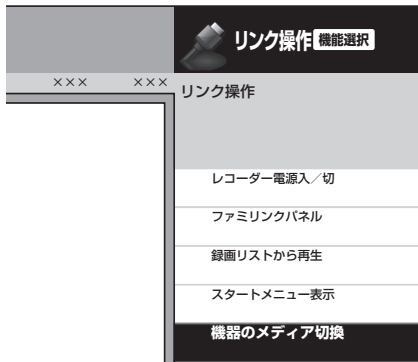 リンク操作 機能選択
××× ×××
リンク操作
レコーダー電源入／切
ファミリンクパネル
録画リストから再生
スタートメニュー表示
機器のメディア切換